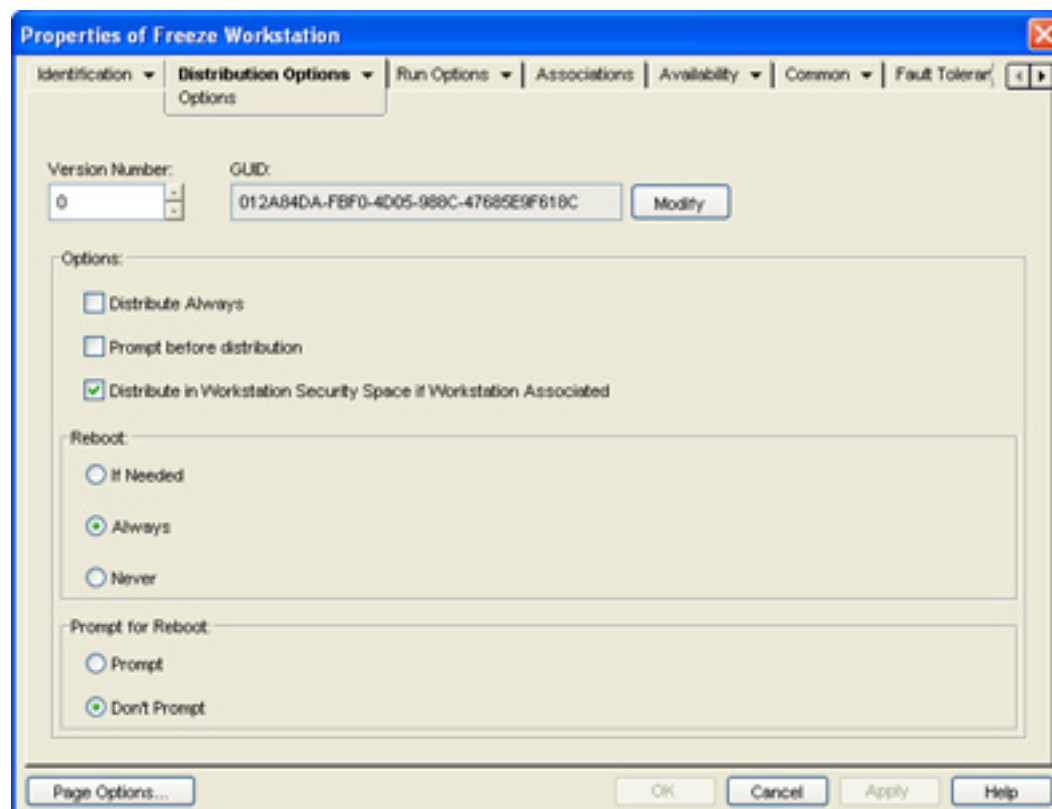 Properties of Freeze Workstation
Identification Distribution Options Run Options Associations Availability Common Fault Toleran
Options
Version Number: GUID:
0 012A84DA-FBF0-4D05-988C-47685E9F618C Modify
Options:
Distribute Always
Prompt before distribution
Distribute in Workstation Security Space if Workstation Associated
Reboot:
If Needed
Always
Never
Prompt for Reboot:
Prompt
Don't Prompt
Page Options... OK Cancel Apply Help